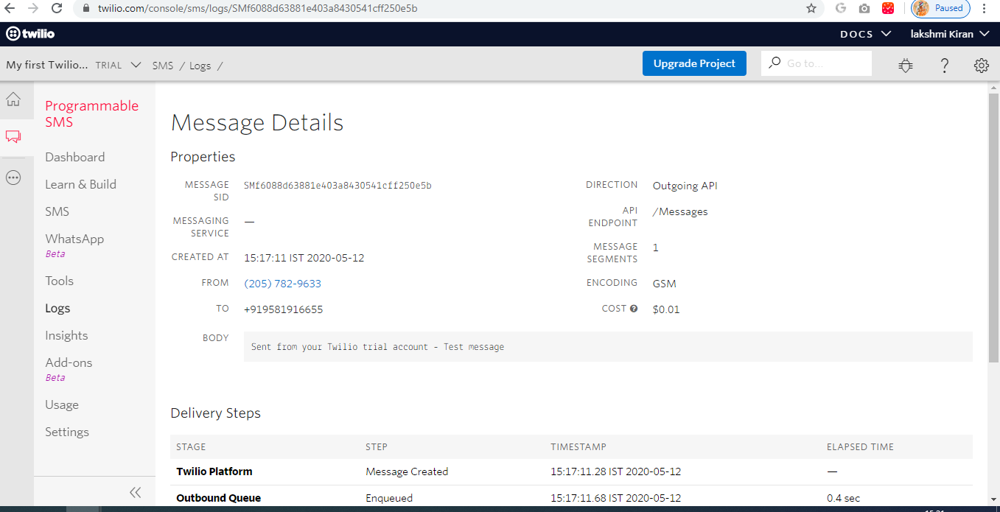 twilio.com/console/sms/logs/SMf6088d63881e403a8430541cff250e5b
Paused
twilio
DOCS
lakshmi Kiran
My first Twilio... TRIAL
SMS / Logs /
Upgrade Project
Go to...
Programmable
SMS
Dashboard
Learn & Build
SMS
WhatsApp
Beta
Tools
Logs
Insights
Add-ons
Beta
Usage
Settings
Message Details
Properties
MESSAGE
SID
SMf6088d63881e403a8430541cff250e5b
MESSAGING
SERVICE
—
CREATED AT
15:17:11 IST 2020-05-12
FROM
(205) 782-9633
TO
+919581916655
BODY
Sent from your Twilio trial account - Test message
DIRECTION
Outgoing API
API
ENDPOINT
/Messages
MESSAGE
SEGMENTS
1
ENCODING
GSM
COST
$0.01
Delivery Steps
STAGE STEP TIMESTAMP ELAPSED TIME
Twilio Platform Message Created 15:17:11.28 IST 2020-05-12 —
Outbound Queue Enqueued 15:17:11.68 IST 2020-05-12 0.4 sec